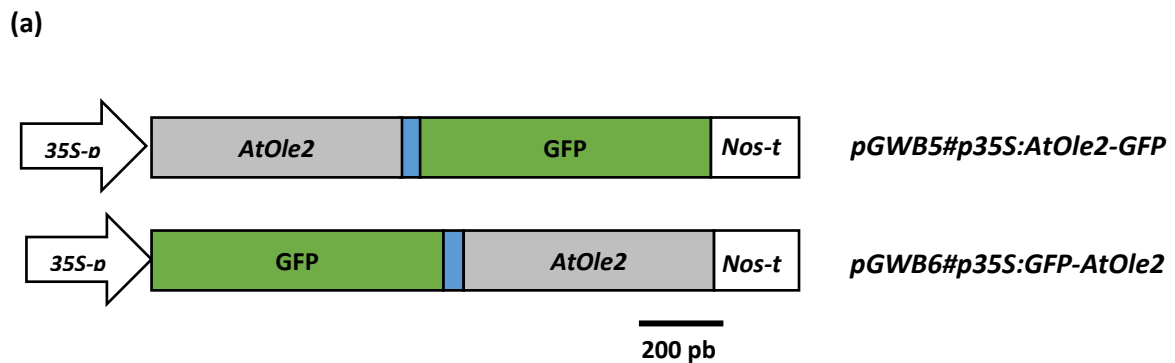 (a)
35S-p AtOle2 GFP Nos-t pGWB5#p35S:AtOle2-GFP
35S-p GFP AtOle2 Nos-t pGWB6#p35S:GFP-AtOle2
200 pb